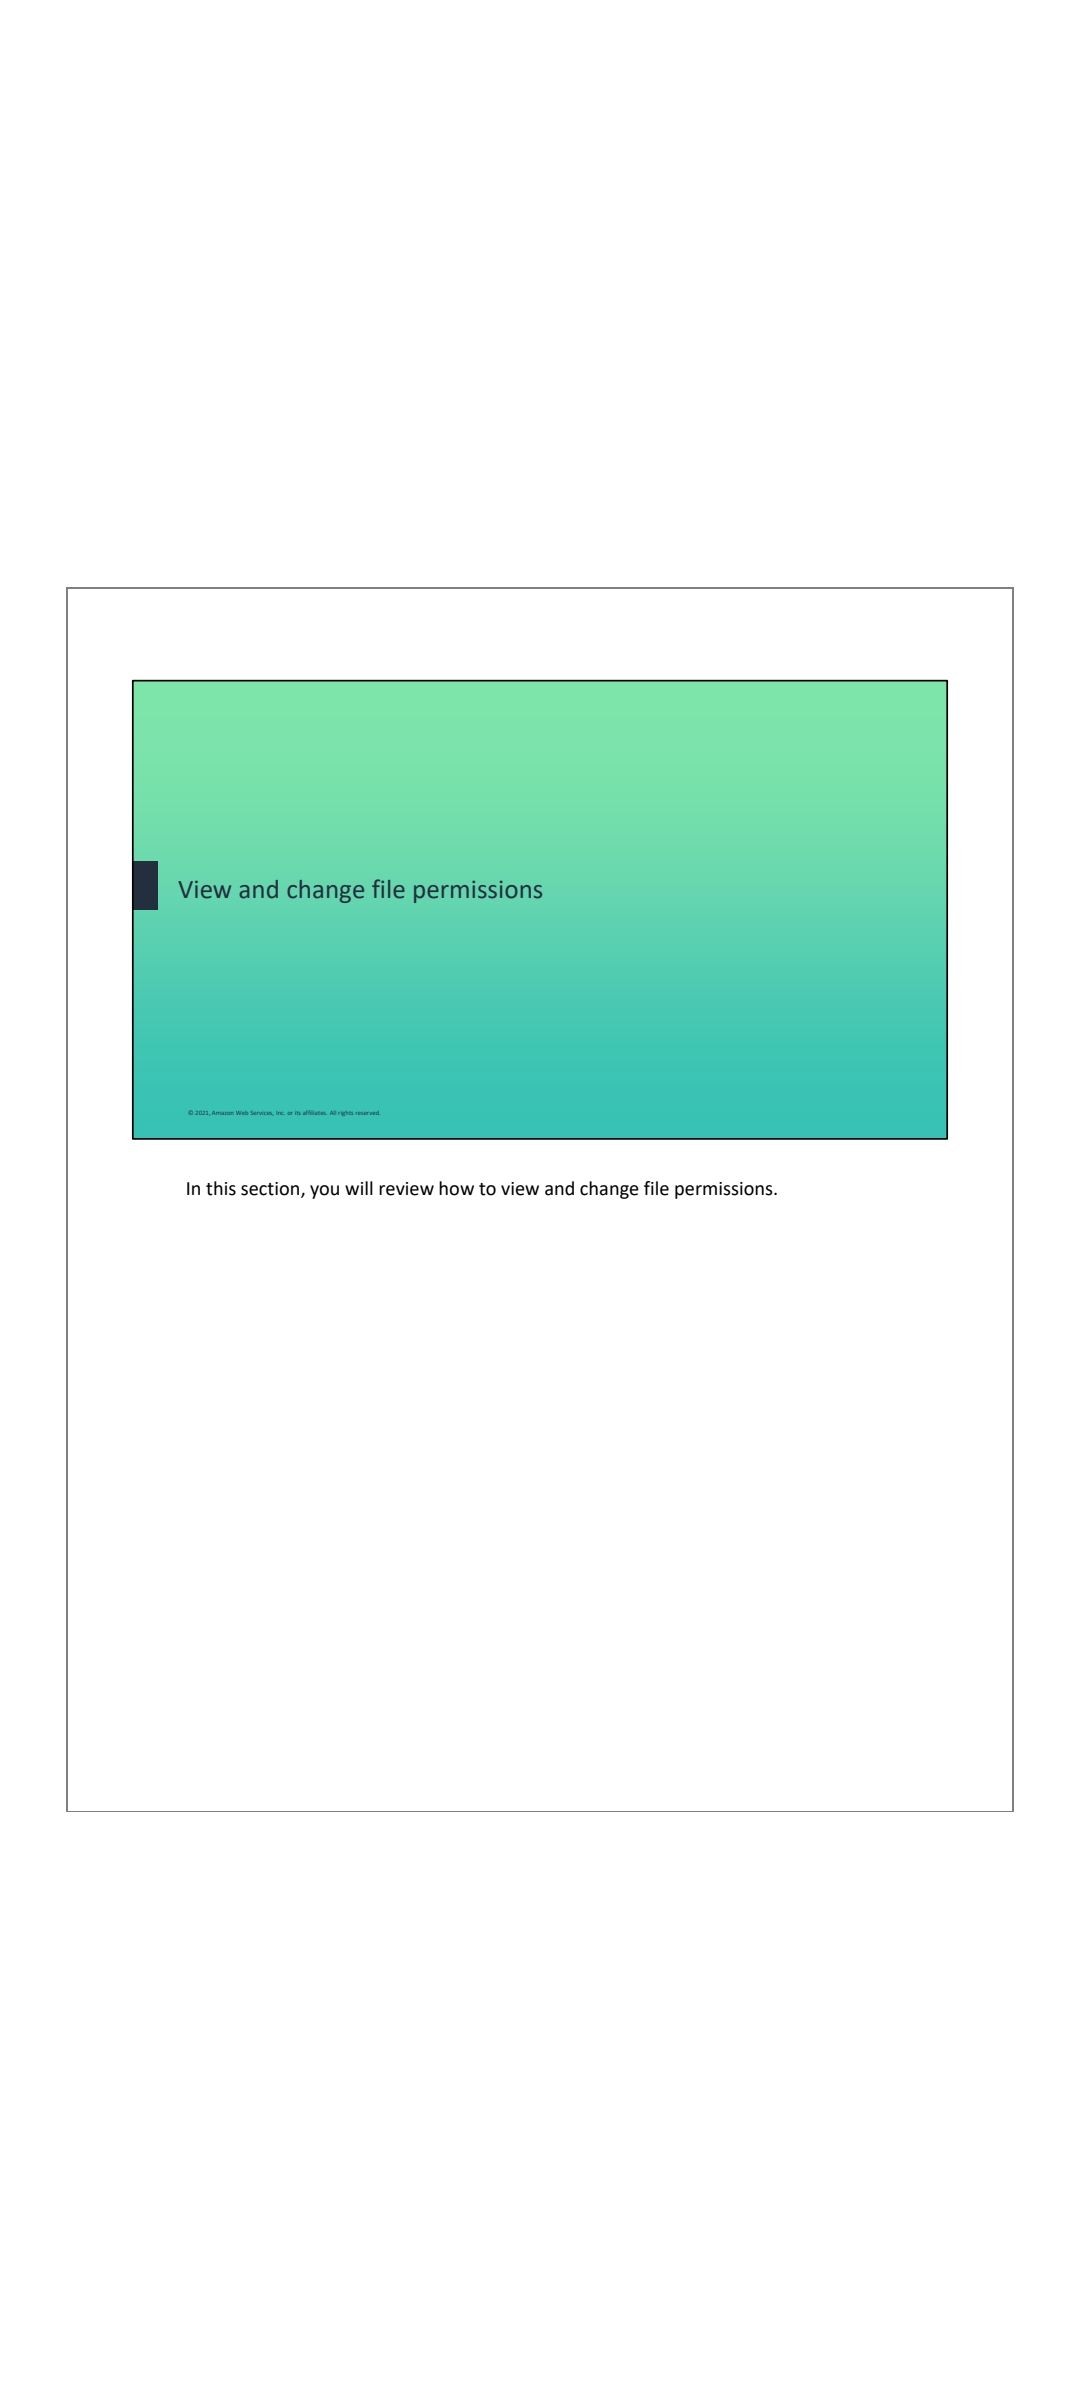 View and change file permissions
© 2021, Amazon Web Services, Inc. or its affiliates. All rights reserved.
In this section, you will review how to view and change file permissions.